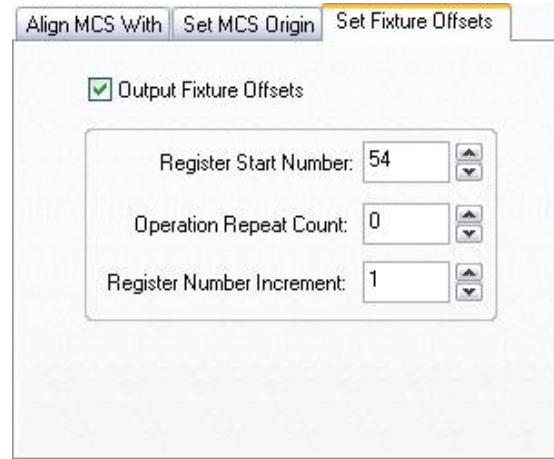 Align MCS With Set MCS Origin Set Fixture Offsets
Output Fixture Offsets
Register Start Number: 54
Operation Repeat Count: 0
Register Number Increment: 1